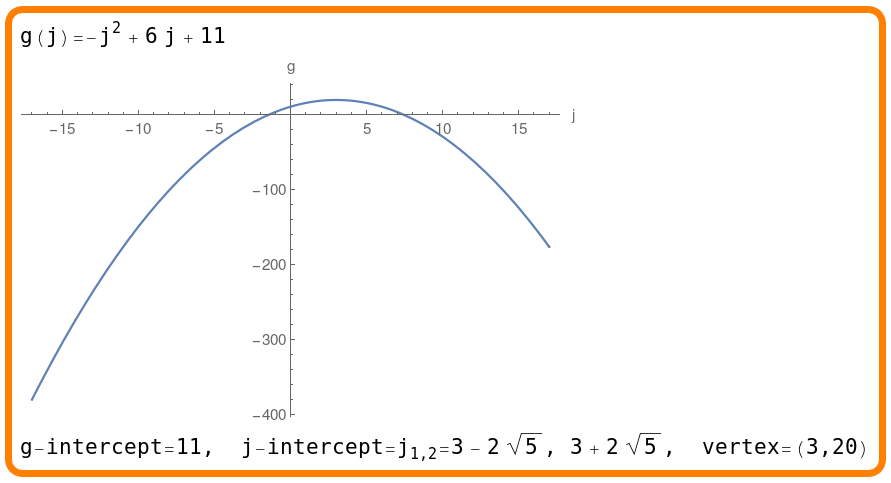 g(j)=-j² + 6 j + 11
g
j
-15 -10 -5 5 10 15
-100
-200
-300
-400
g-intercept=11, j-intercept=j₁,₂=3 - 2 √5, 3 + 2 √5, vertex=(3,20)